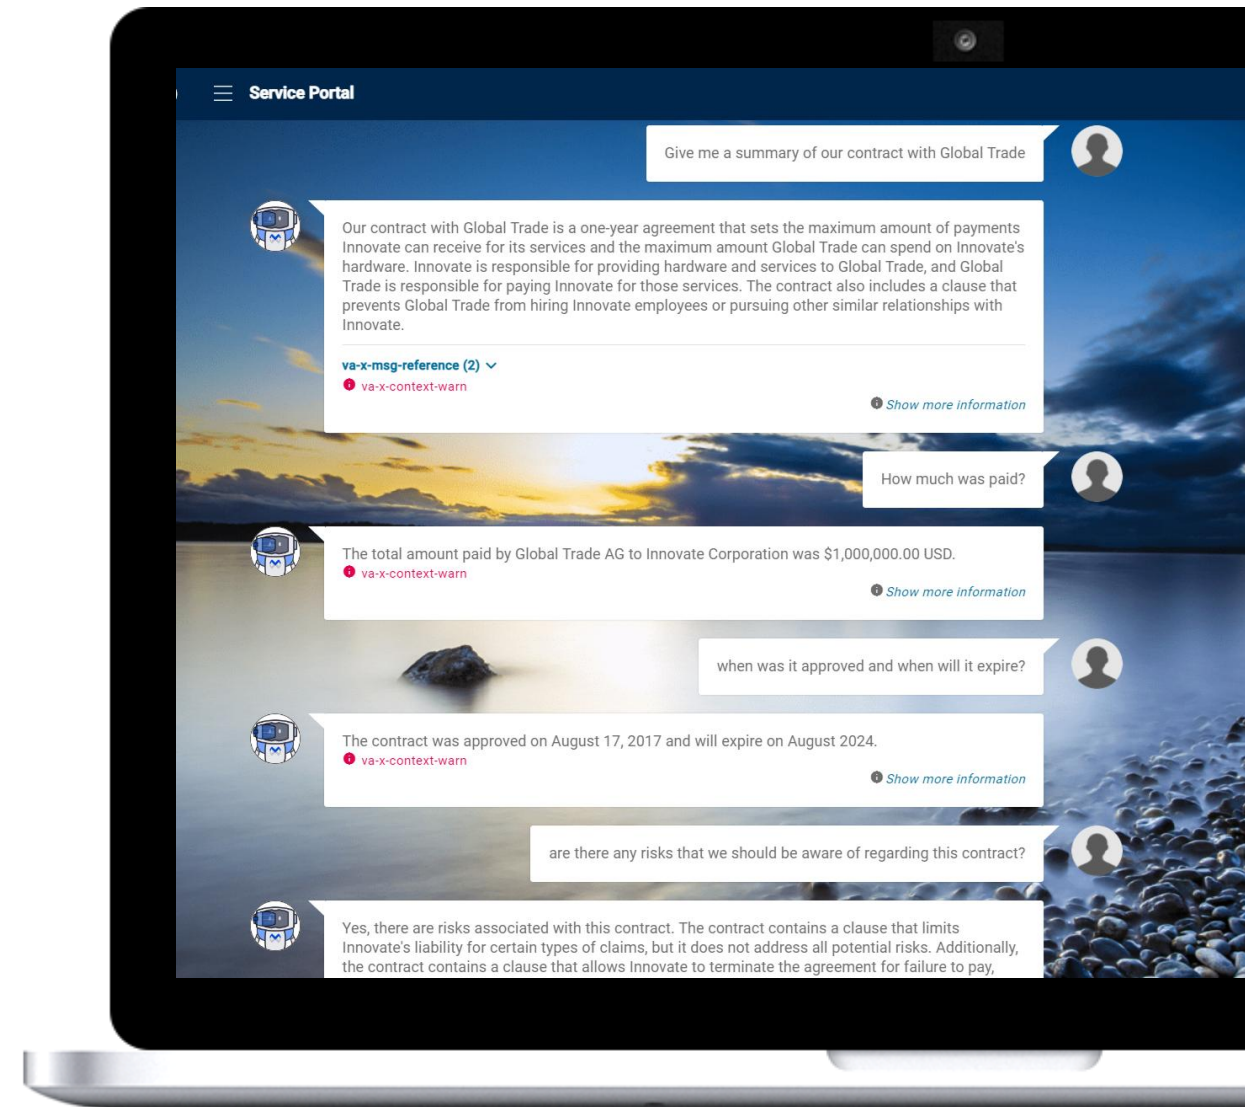 Service Portal
Give me a summary of our contract with Global Trade
Our contract with Global Trade is a one-year agreement that sets the maximum amount of payments
Innovate can receive for its services and the maximum amount Global Trade can spend on Innovate's
hardware. Innovate is responsible for providing hardware and services to Global Trade, and Global
Trade is responsible for paying Innovate for those services. The contract also includes a clause that
prevents Global Trade from hiring Innovate employees or pursuing other similar relationships with
Innovate.
va-x-msg-reference (2)
va-x-context-warn
Show more information
How much was paid?
The total amount paid by Global Trade AG to Innovate Corporation was $1,000,000.00 USD.
va-x-context-warn
Show more information
when was it approved and when will it expire?
The contract was approved on August 17, 2017 and will expire on August 2024.
va-x-context-warn
Show more information
are there any risks that we should be aware of regarding this contract?
Yes, there are risks associated with this contract. The contract contains a clause that limits
Innovate's liability for certain types of claims, but it does not address all potential risks. Additionally,
the contract contains a clause that allows Innovate to terminate the agreement for failure to pay,